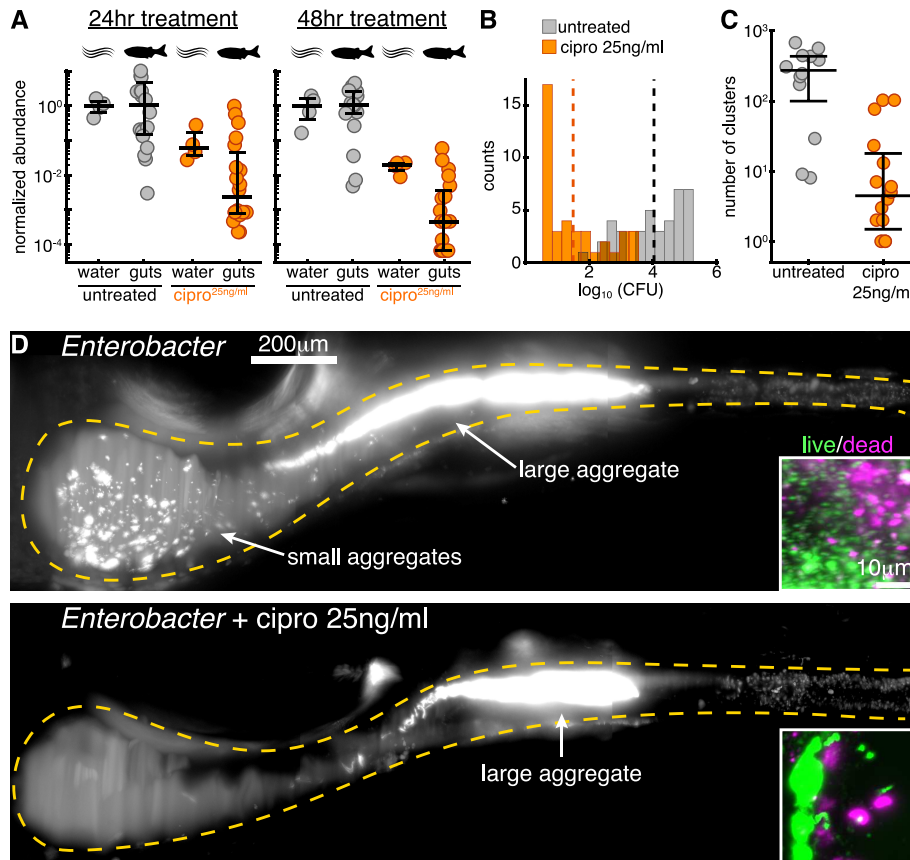 A
24hr treatment
48hr treatment
normalized abundance
10⁰
10⁻²
10⁻⁴
water guts water guts
untreated cipro²⁵ⁿᵍ/ᵐˡ
water guts water guts
untreated cipro²⁵ⁿᵍ/ᵐˡ
B
untreated
cipro 25ng/ml
counts
15
10
5
0
2 4 6
log₁₀ (CFU)
C
number of clusters
10³
10²
10¹
10⁰
untreated cipro
25ng/m
D Enterobacter
200μm
large aggregate
small aggregates
live/dead
10μm
Enterobacter + cipro 25ng/ml
large aggregate